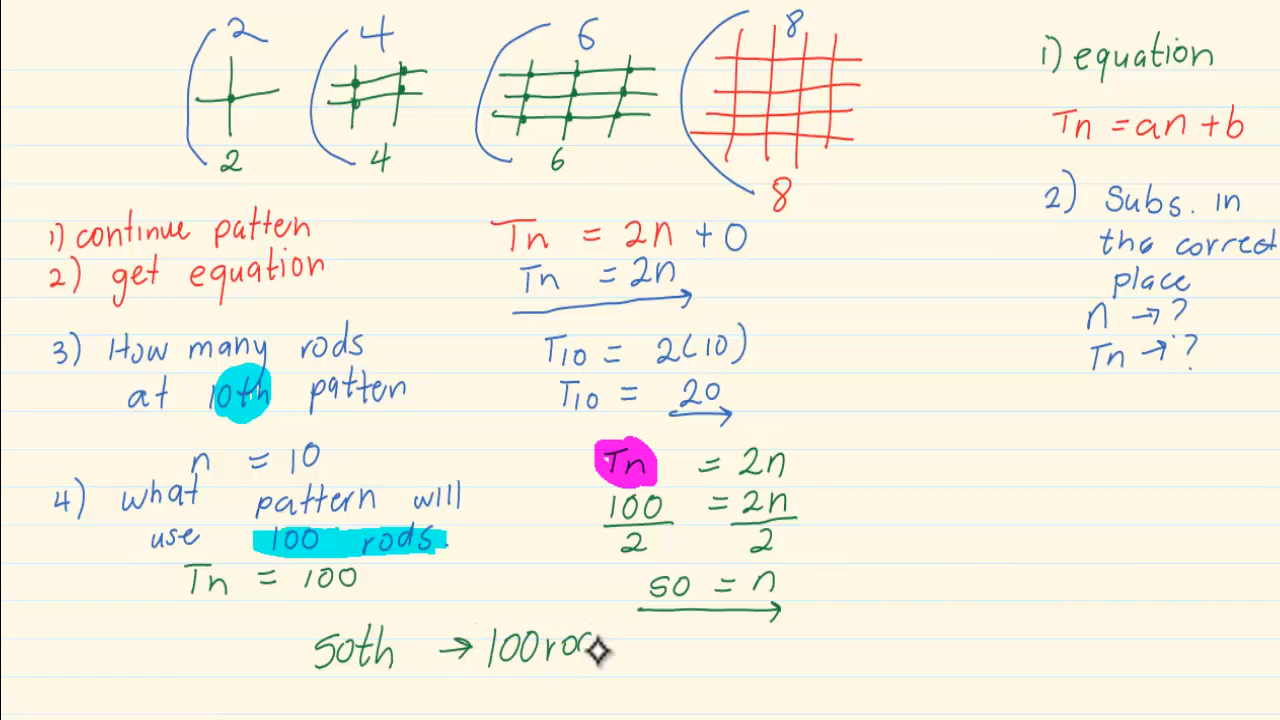 2 4 6 8
2 4 6 8
1) continue patten
2) get equation
Tn = 2n + 0
Tn = 2n
3) How many rods
at 10th patten
n = 10
T10 = 2(10)
T10 = 20
4) what pattern will
use 100 rods.
Tn = 100
Tn = 2n
100 = 2n
2 2
50 = n
50th → 100 rod
1) equation
Tn = an + b
2) Subs. in
the correct
place
n → ?
Tn → ?